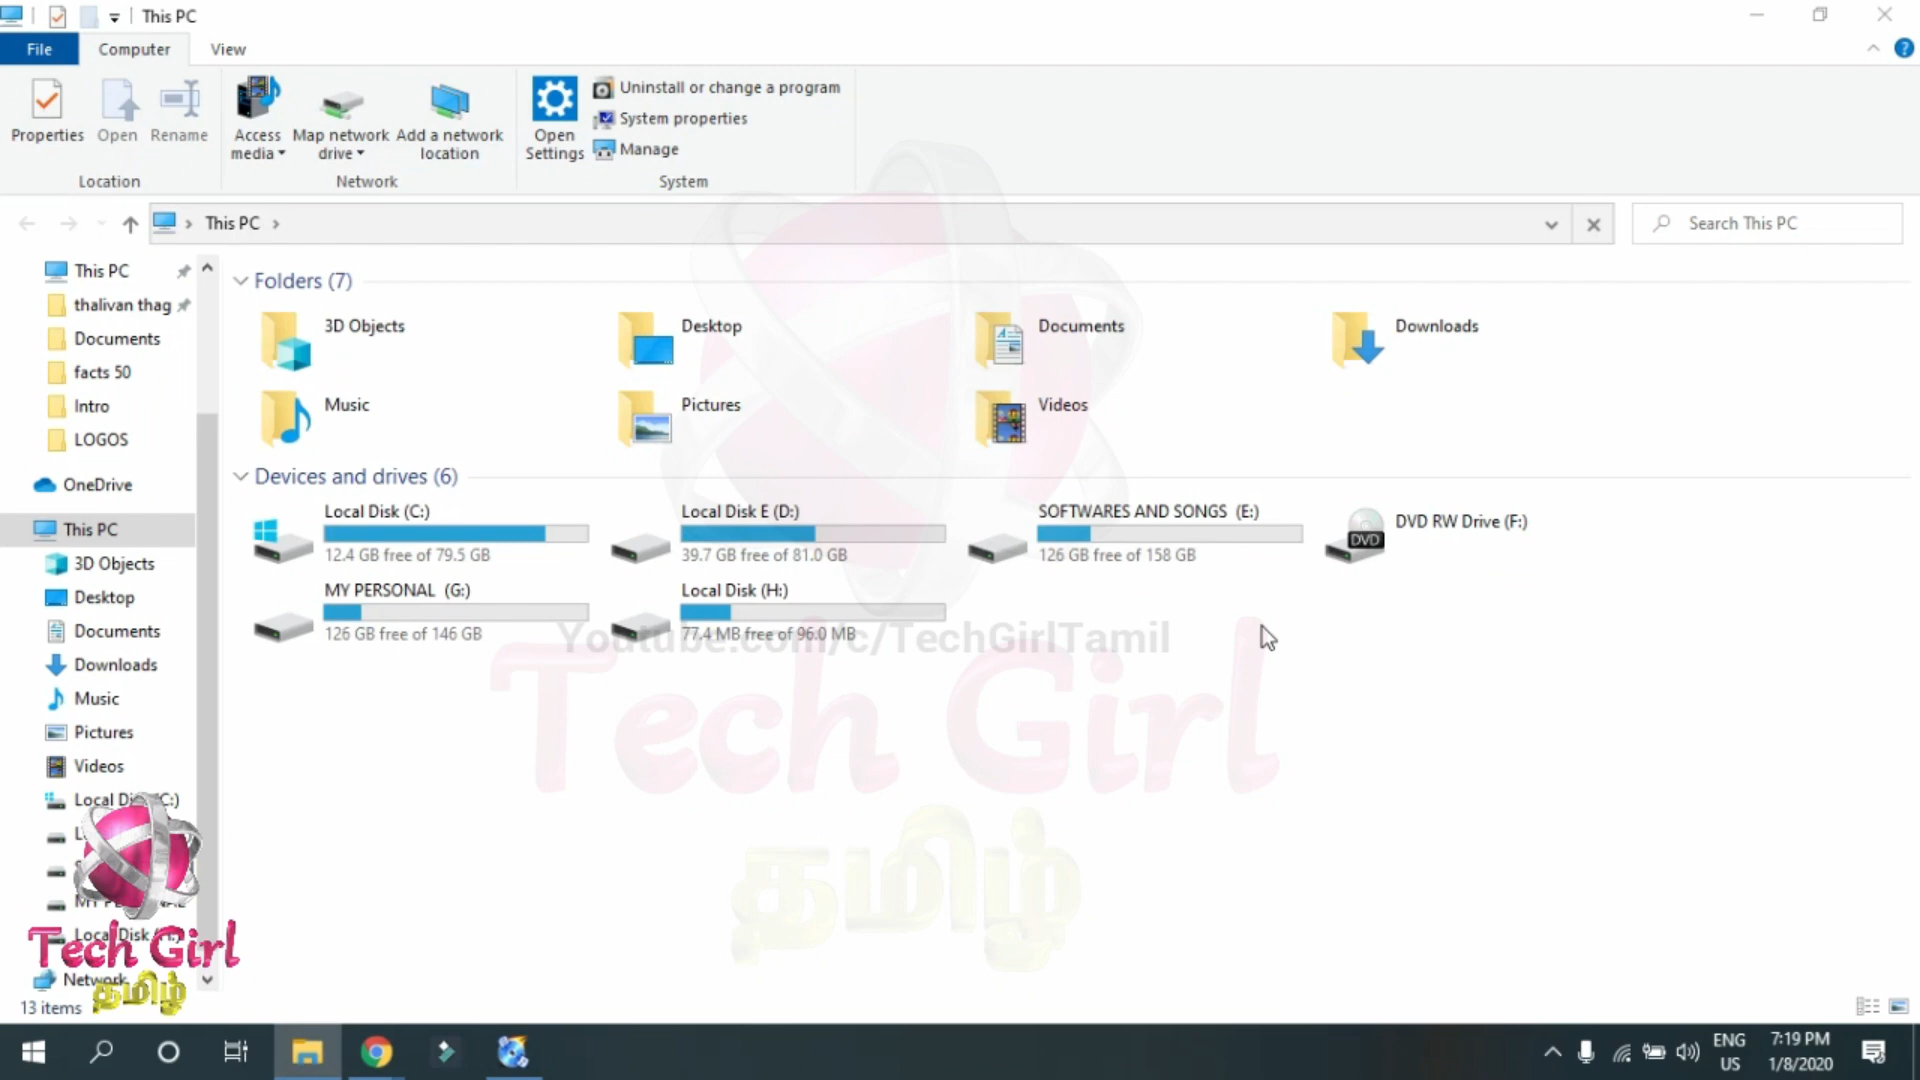 This PC
File Computer View
Properties Open Rename Access media Map network drive Add a network location Open Settings Uninstall or change a program
System properties
Manage
Location Network System
This PC
Search This PC
This PC
thalivan thag
Documents
facts 50
Intro
LOGOS
OneDrive
This PC
3D Objects
Desktop
Documents
Downloads
Music
Pictures
Videos
Local Di C:)
Local Disk
Network
13 items
Folders (7)
3D Objects Desktop Documents Downloads
Music Pictures Videos
Devices and drives (6)
Local Disk (C:)
12.4 GB free of 79.5 GB
Local Disk E (D:)
39.7 GB free of 81.0 GB
SOFTWARES AND SONGS (E:)
126 GB free of 158 GB
DVD RW Drive (F:)
DVD
MY PERSONAL (G:)
126 GB free of 146 GB
Local Disk (H:)
77.4 MB free of 96.0 MB
Youtube.com/c/TechGirlTamil
Tech Girl
தமிழ்
Tech Girl
தமிழ்
ENG
US
7:19 PM
1/8/2020